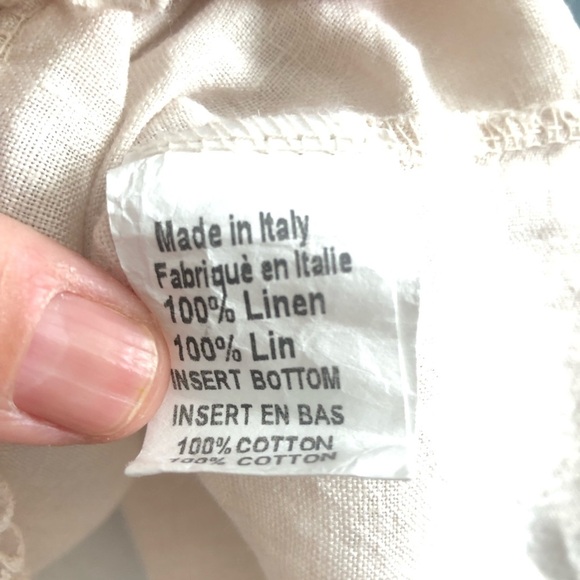 Made in Italy
Fabriquè en Italie
100% Linen
100% Lin
INSERT BOTTOM
INSERT EN BAS
100% COTTON
100% COTTON